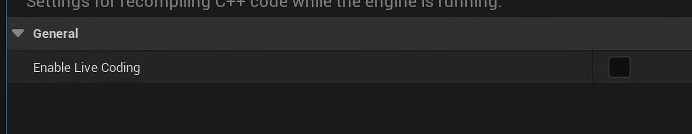 Settings for recompiling C++ code while the engine is running.
General
Enable Live Coding